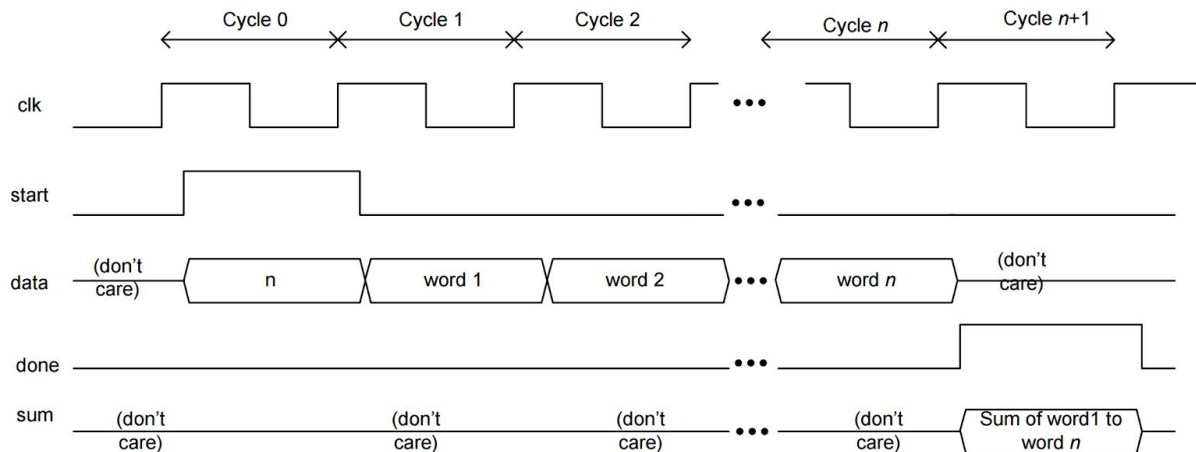 Cycle 0 Cycle 1 Cycle 2 Cycle n Cycle n+1
clk
•••
start
•••
data
(don't
care)
n
word 1
word 2
•••
word n
(don't
care)
done
•••
sum
(don't
care)
(don't
care)
(don't
care)
•••
(don't
care)
Sum of word1 to
word n